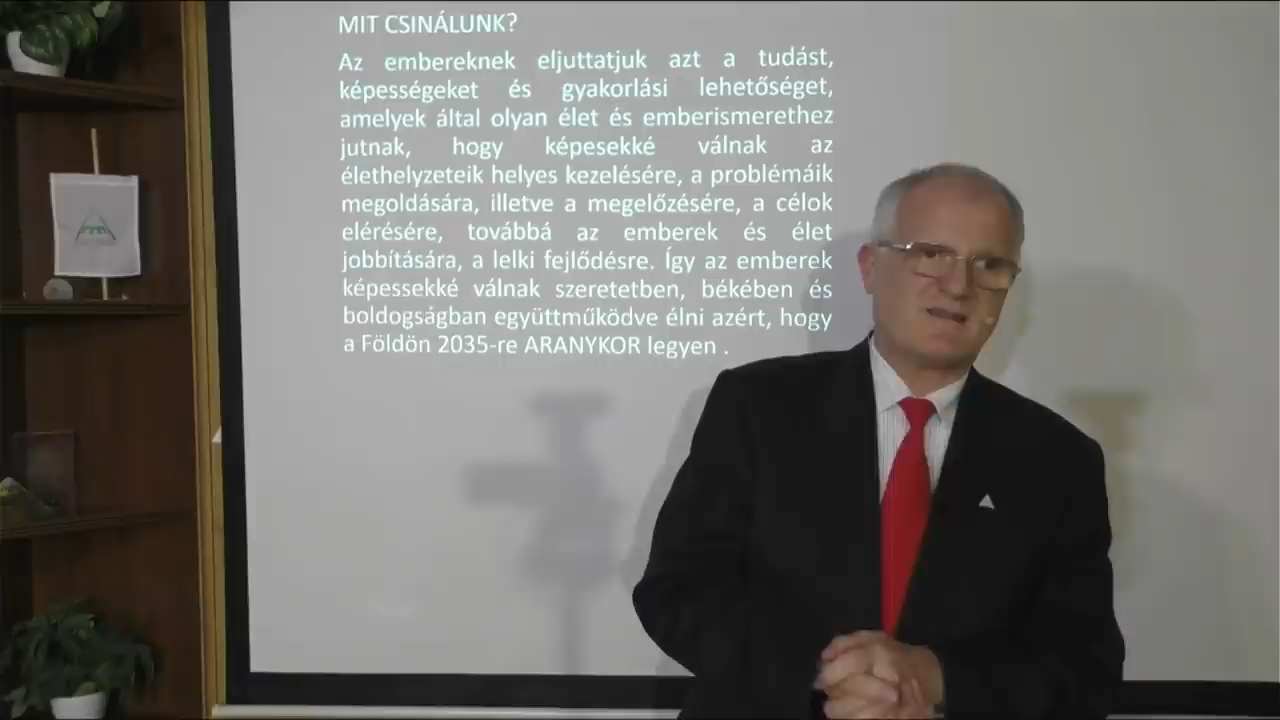 MIT CSINÁLUNK?
Az embereknek eljuttatjuk azt a tudást,
képességeket és gyakorlási lehetőséget,
amelyek által olyan élet és emberismerethez
jutnak, hogy képesekké válnak az
élethelyzeteik helyes kezelésére, a problémáik
megoldására, illetve a megelőzésére, a célok
elérésére, továbbá az emberek és élet
jobbítására, a lelki fejlődésre. Így az emberek
képessekké válnak szeretetben, békében és
boldogságban együttműködve élni azért, hogy
a Földön 2035-re ARANYKOR legyen .